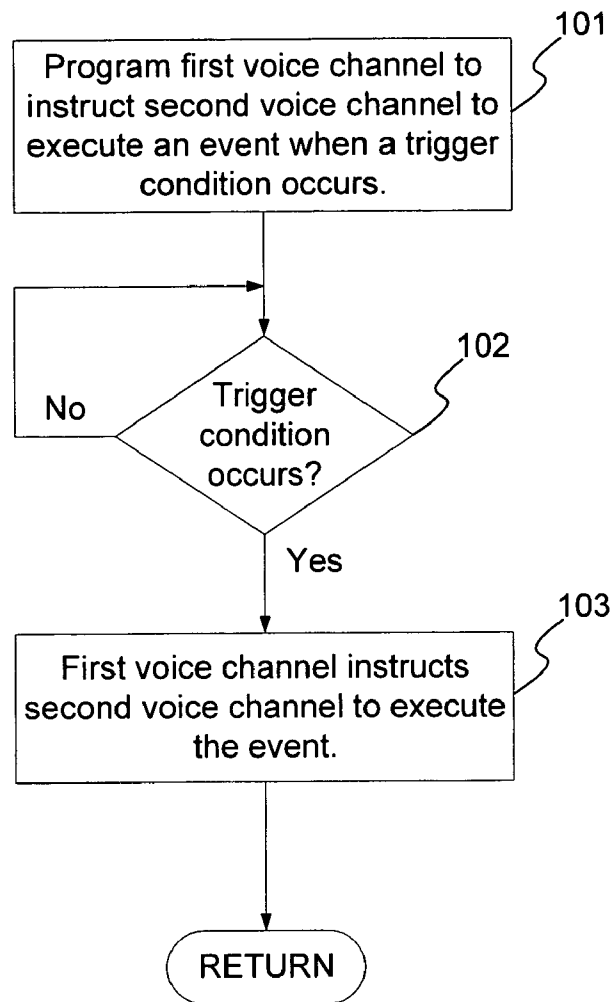 101
Program first voice channel to
instruct second voice channel to
execute an event when a trigger
condition occurs.
102
No
Trigger
condition
occurs?
Yes
103
First voice channel instructs
second voice channel to execute
the event.
RETURN